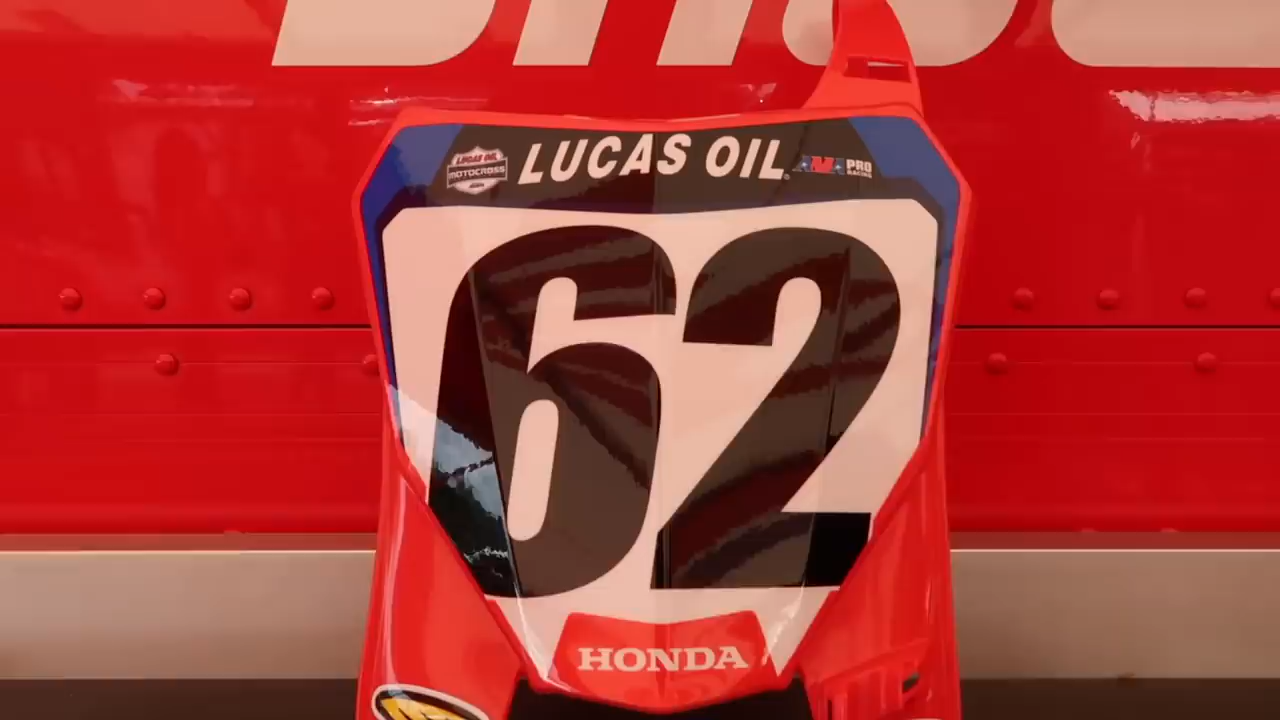 LUCAS OIL
MOTOCROSS
LUCAS OIL
AMA PRO
RACING
62
HONDA